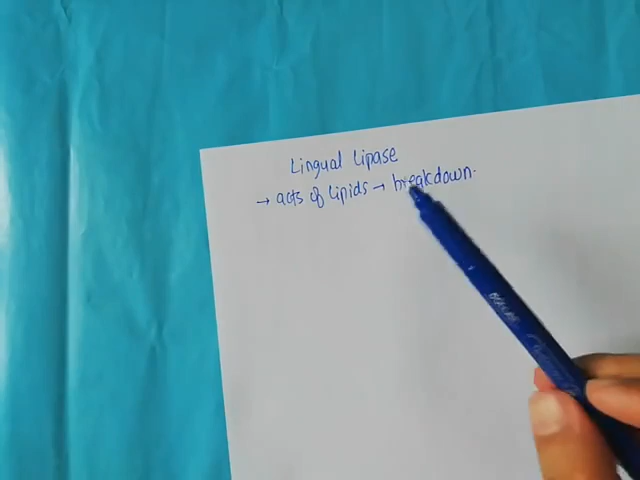 Lingual Lipase
→ acts of lipids → breakdown.